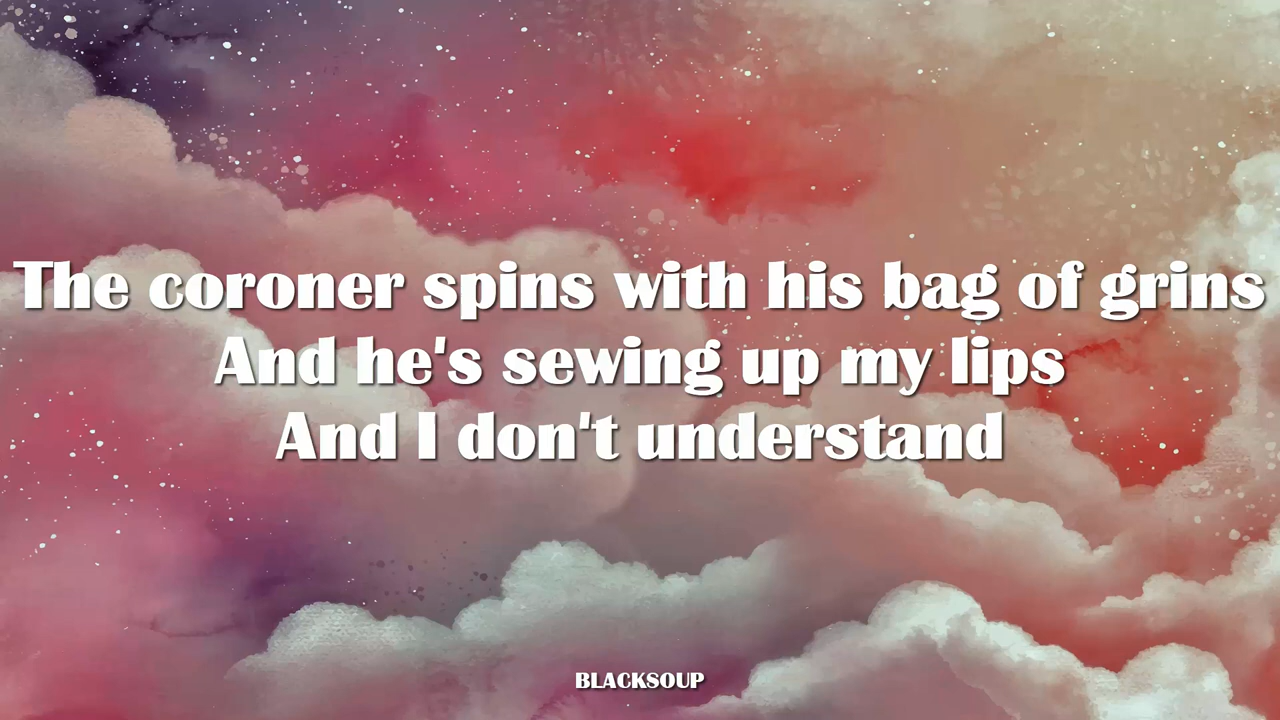 The coroner spins with his bag of grins
And he's sewing up my lips
And I don't understand
BLACKSOUP